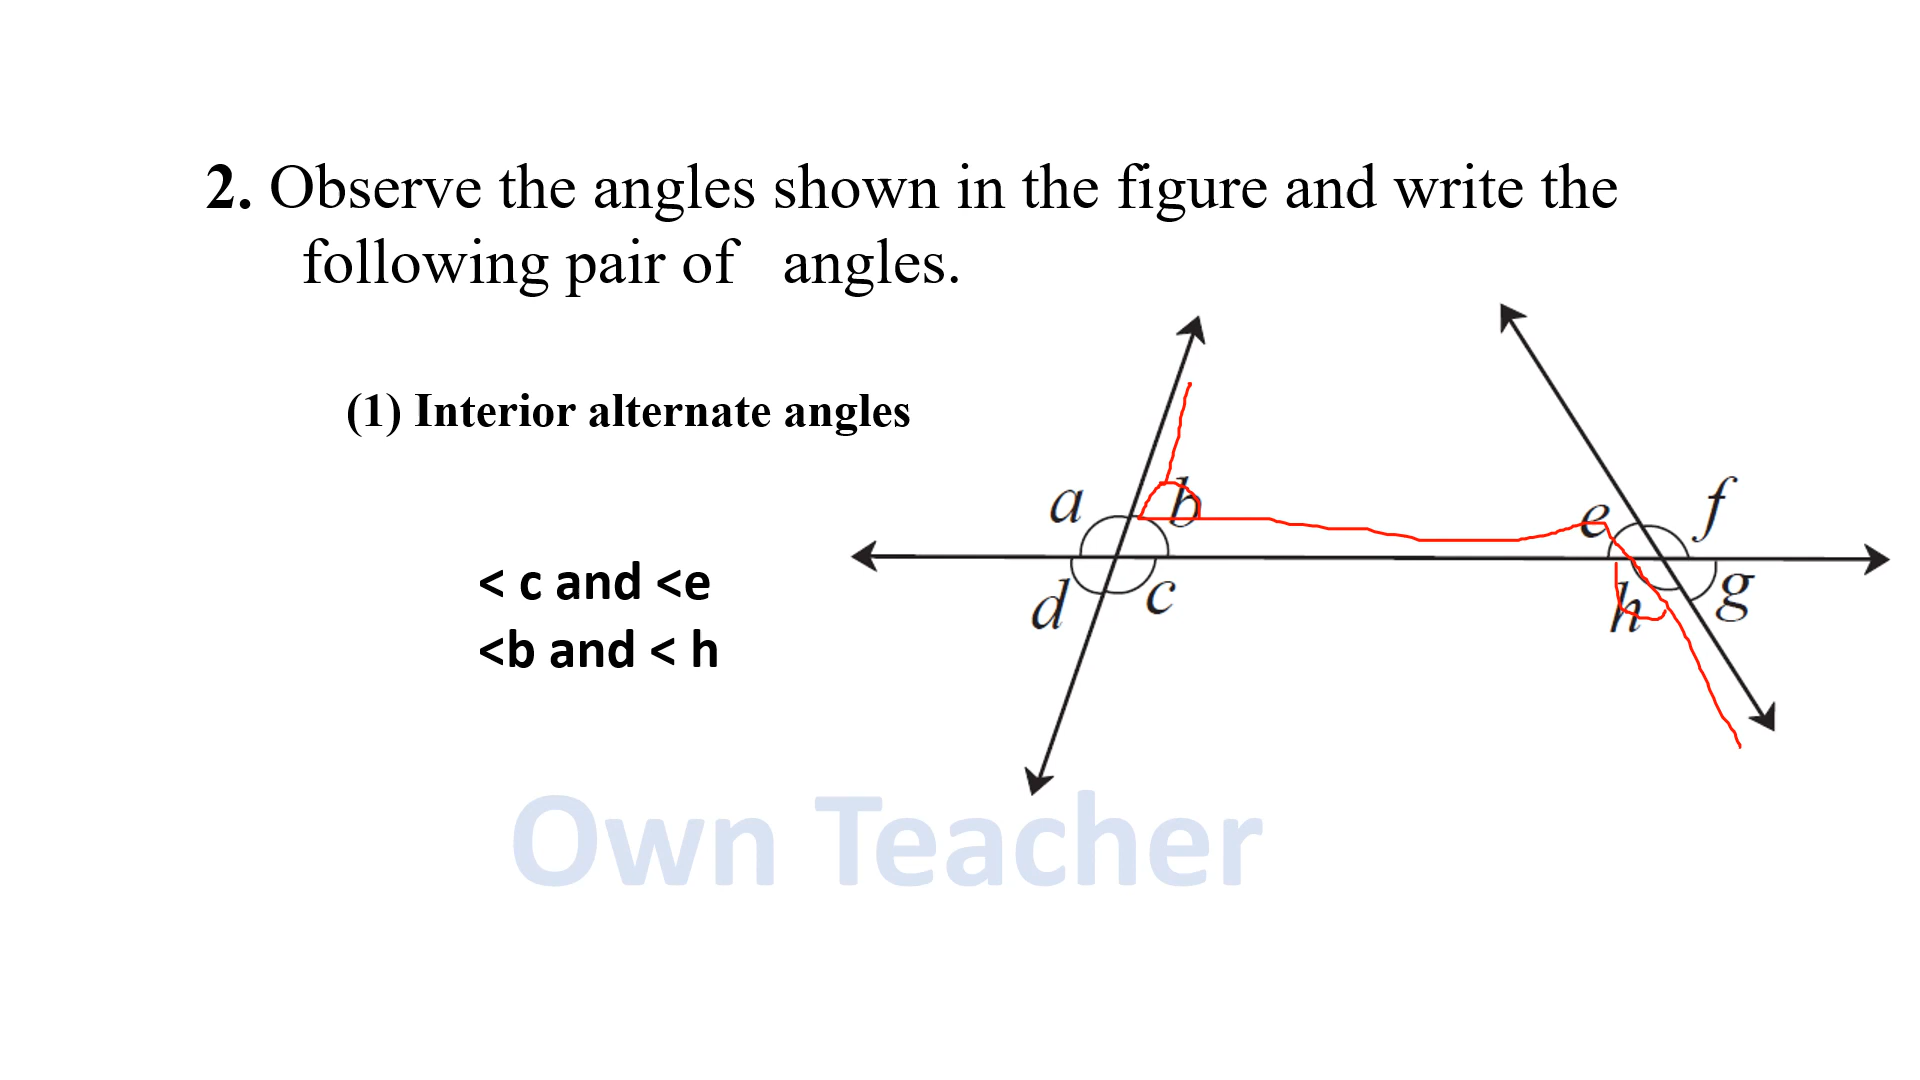 2. Observe the angles shown in the figure and write the
following pair of angles.
(1) Interior alternate angles
a
b
e
f
< c and <e
d
c
h
g
<b and < h
Own Teacher